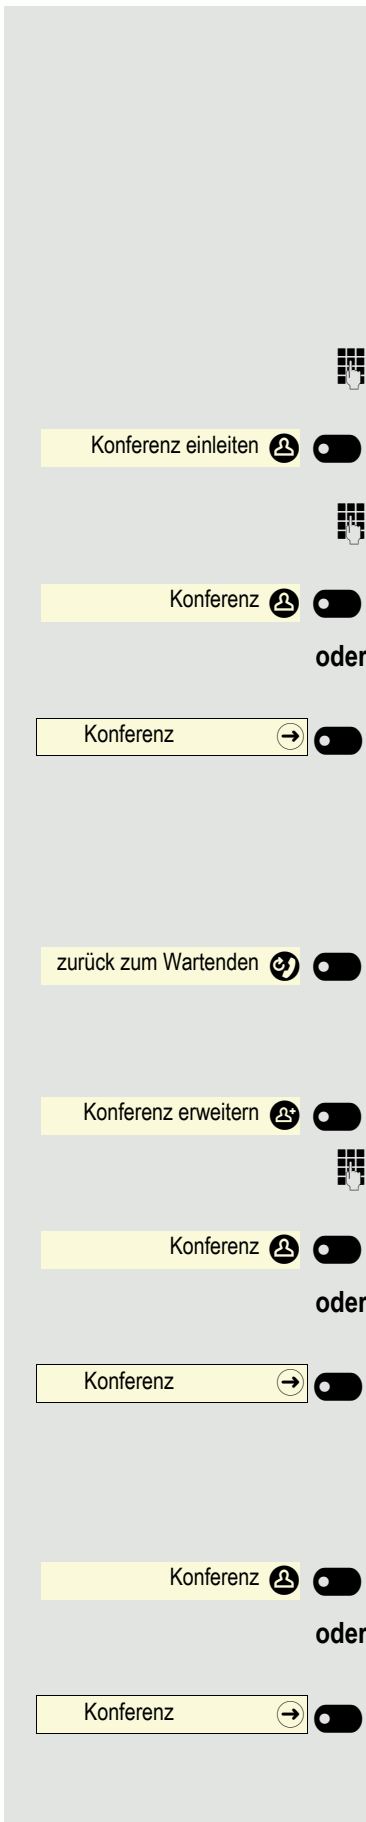 Konferenz einleiten
Konferenz
oder
Konferenz
zurück zum Wartenden
Konferenz erweitern
Konferenz
oder
Konferenz
Konferenz
oder
Konferenz